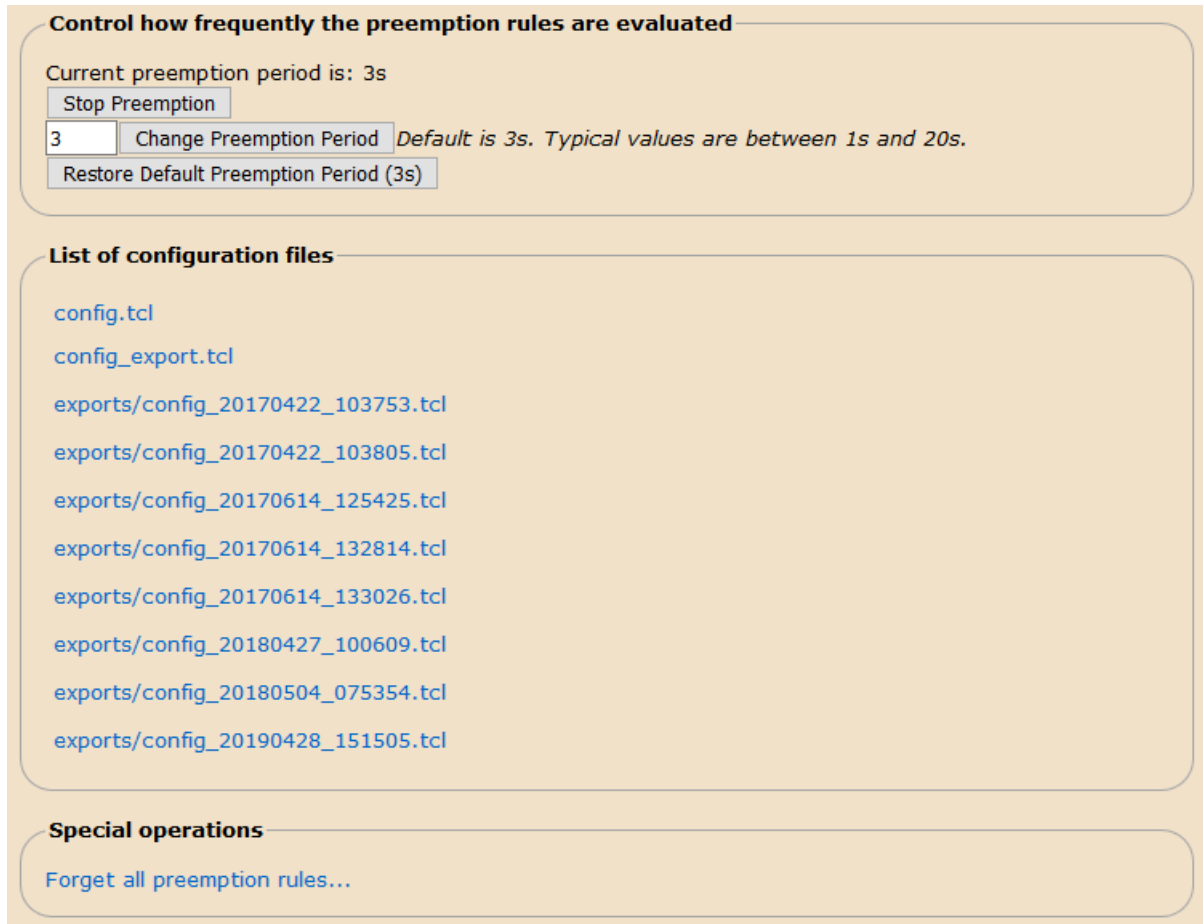 Control how frequently the preemption rules are evaluated
Current preemption period is: 3s
Stop Preemption
3 Change Preemption Period Default is 3s. Typical values are between 1s and 20s.
Restore Default Preemption Period (3s)
List of configuration files
config.tcl
config_export.tcl
exports/config_20170422_103753.tcl
exports/config_20170422_103805.tcl
exports/config_20170614_125425.tcl
exports/config_20170614_132814.tcl
exports/config_20170614_133026.tcl
exports/config_20180427_100609.tcl
exports/config_20180504_075354.tcl
exports/config_20190428_151505.tcl
Special operations
Forget all preemption rules...